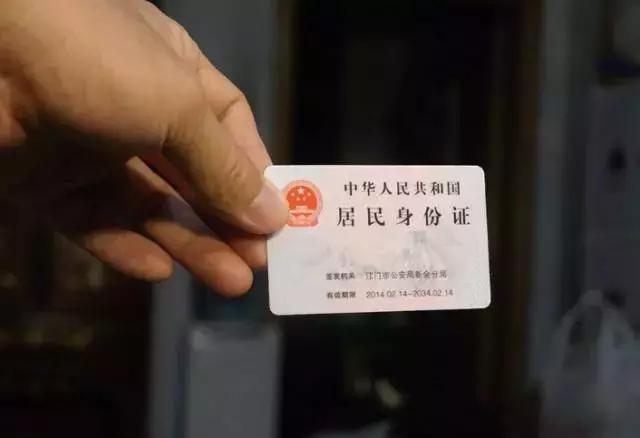 中华人民共和国
居民身份证
签发机关 江门市公安局新会分局
有效期限 2014.02.14-2034.02.14